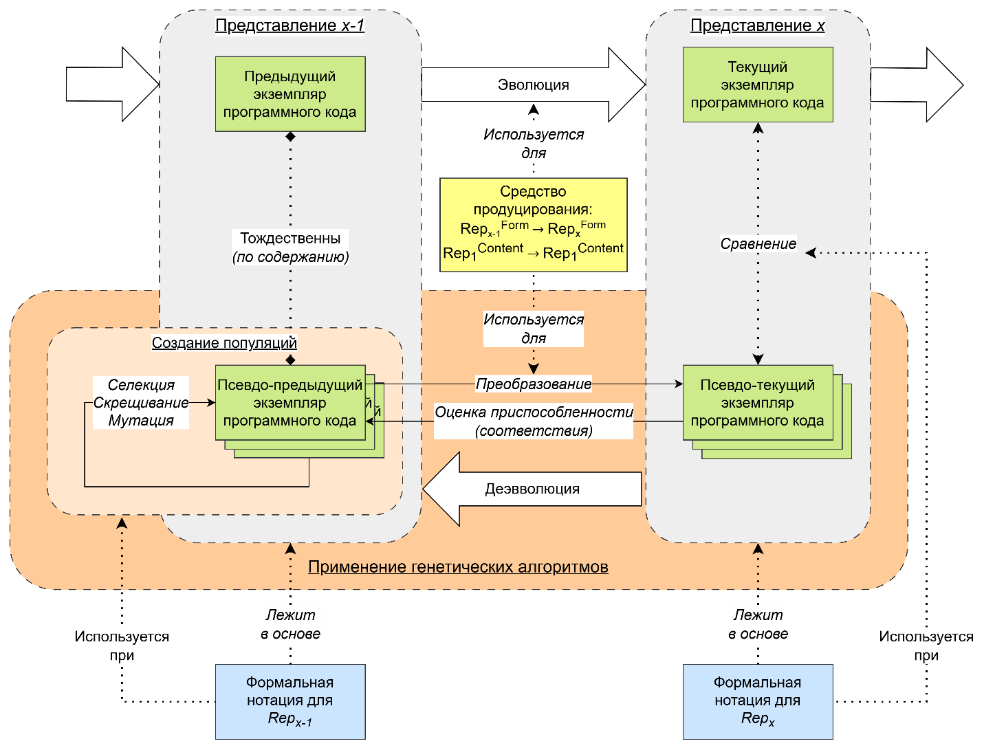 Представление x-1
Представление x
Предыдущий
экземпляр
программного кода
Эволюция
Текущий
экземпляр
программного кода
Используется
для
Средство
продуцирования:
Repx-1Form → RepxForm
Rep1Content → Rep1Content
Тождественны
(по содержанию)
Сравнение
Используется
для
Создание популяций
Селекция
Скрещивание
Мутация
Псевдо-предыдущий
экземпляр
программного кода
й
й
Преобразование
Оценка приспособленности
(соответствия)
Псевдо-текущий
экземпляр
программного кода
Деэвволюция
Применение генетических алгоритмов
Используется
при
Лежит
в основе
Лежит
в основе
Используется
при
Формальная
нотация для
Repx-1
Формальная
нотация для
Repx